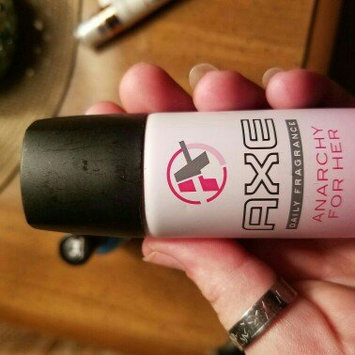 AXE
DAILY FRAGRANCE
ANARCHY
FOR HER